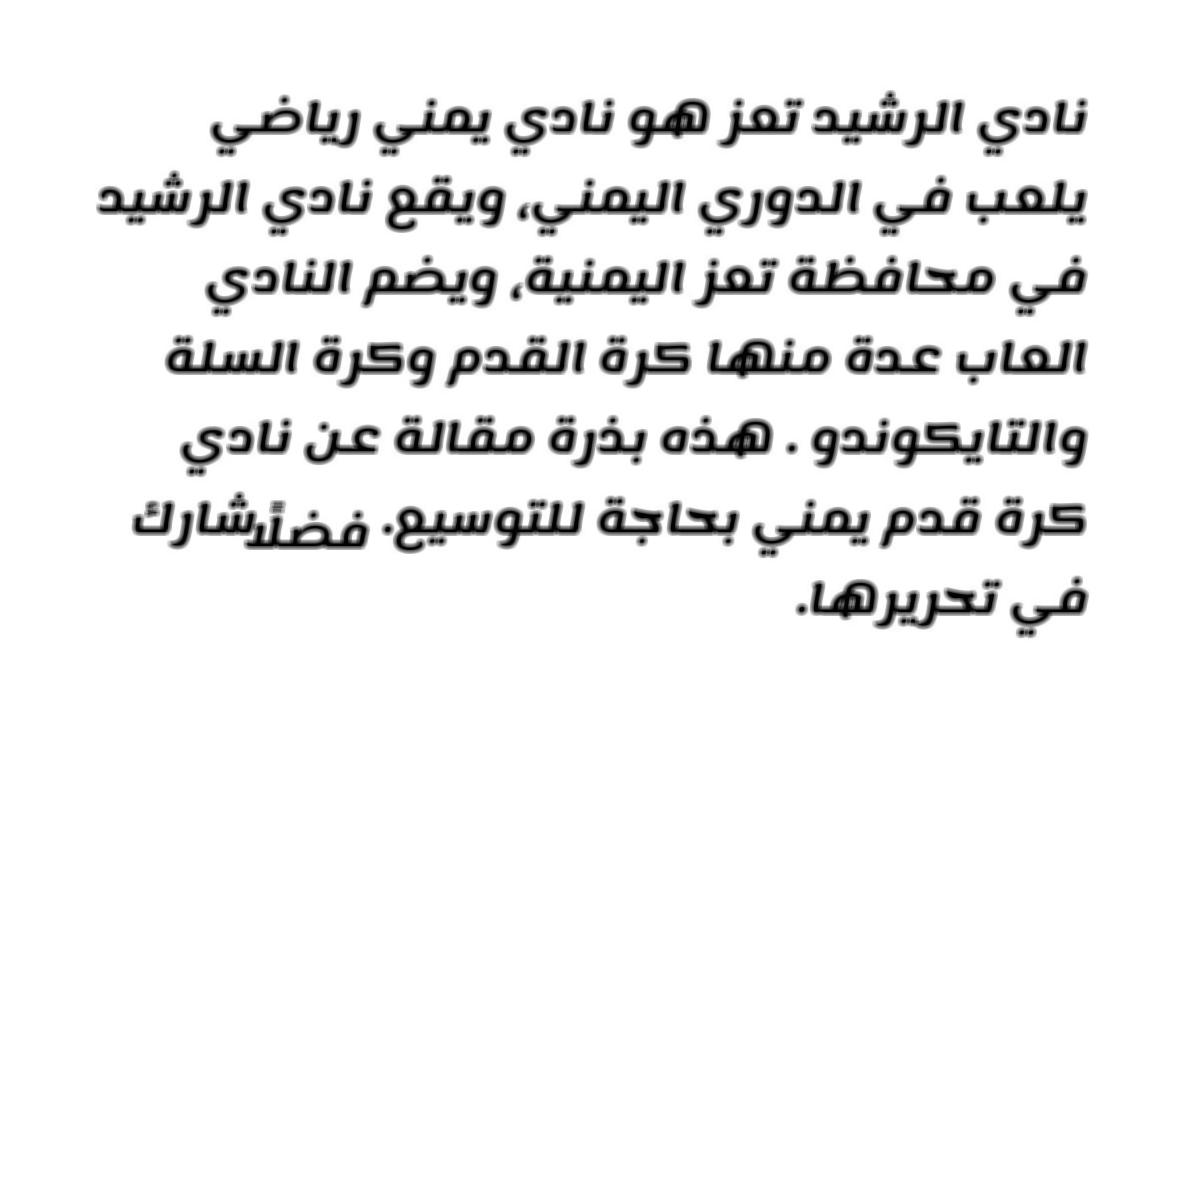 نادي الرشيد تعز هو نادي يمني رياضي
يلعب في الدوري اليمني، ويقع نادي الرشيد
في محافظة تعز اليمنية، ويضم النادي
العاب عدة منها كرة القدم وكرة السلة
والتايكوندو . هذه بذرة مقالة عن نادي
كرة قدم يمني بحاجة للتوسيع. فضلًا شارك
في تحريرها.